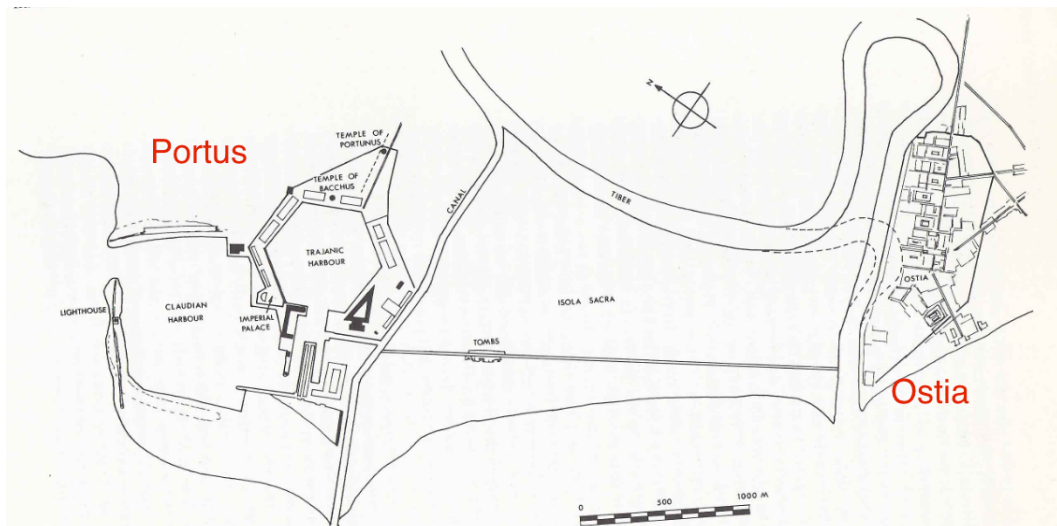 Portus
Ostia
TEMPLE OF
PORTUNUS
TEMPLE OF
BACCHUS
TRAJANIC
HARBOUR
CANAL
N
TIBER
LIGHTHOUSE
CLAUDIAN
HARBOUR
IMPERIAL
PALACE
ISOLA SACRA
OSTIA
TOMBS
0 500 1000 M